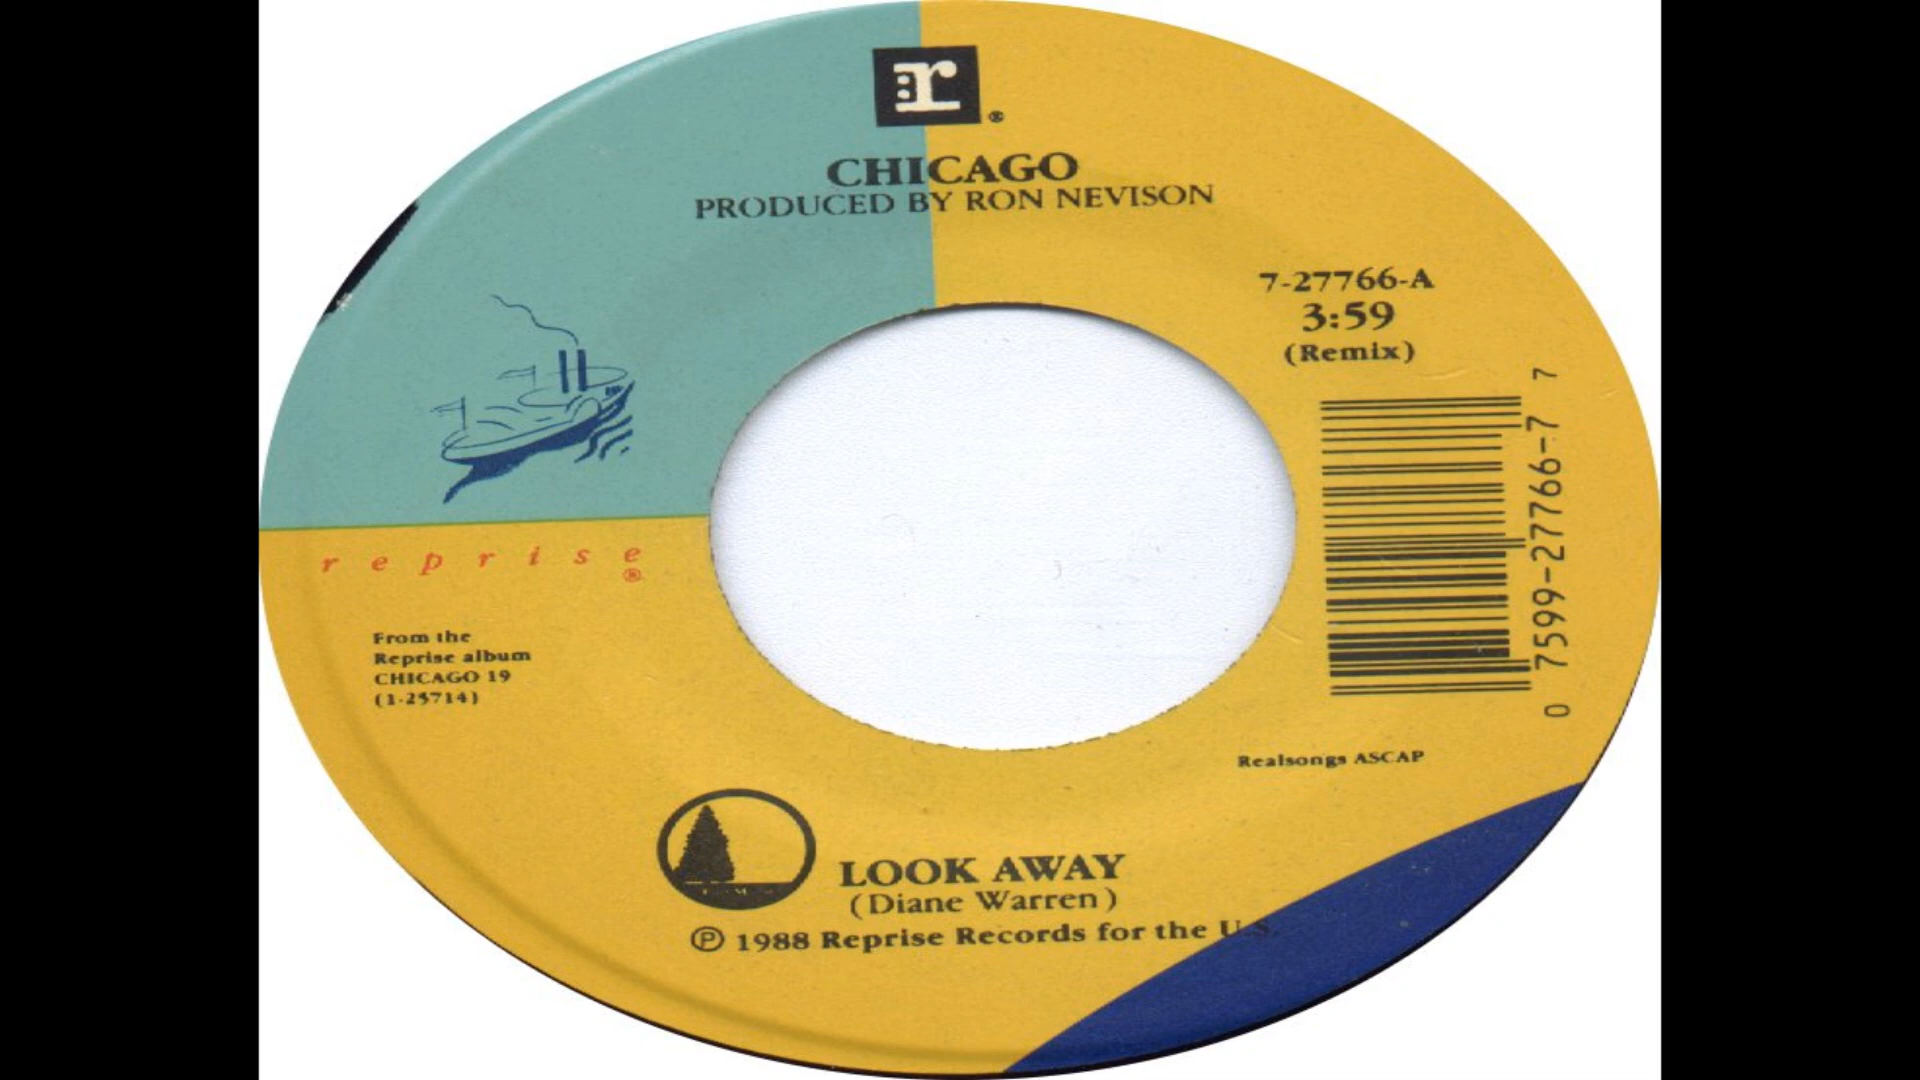 r
®
CHICAGO
PRODUCED BY RON NEVISON
7-27766-A
3:59
(Remix)
7
0 7599-27766-7
reprise
®
From the
Reprise album
CHICAGO 19
(1-25714)
Realsongs ASCAP
LOOK AWAY
(Diane Warren)
℗ 1988 Reprise Records for the U.S.